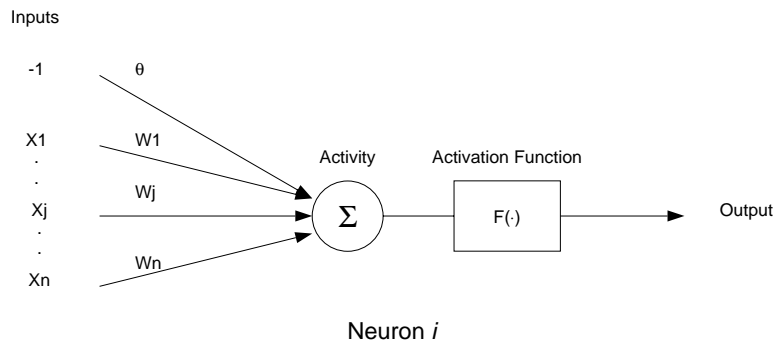 Inputs
-1 θ
X1 W1
.
.
Activity Activation Function
Xj Wj
Σ F(·) Output
.
.
Xn Wn
Neuron i